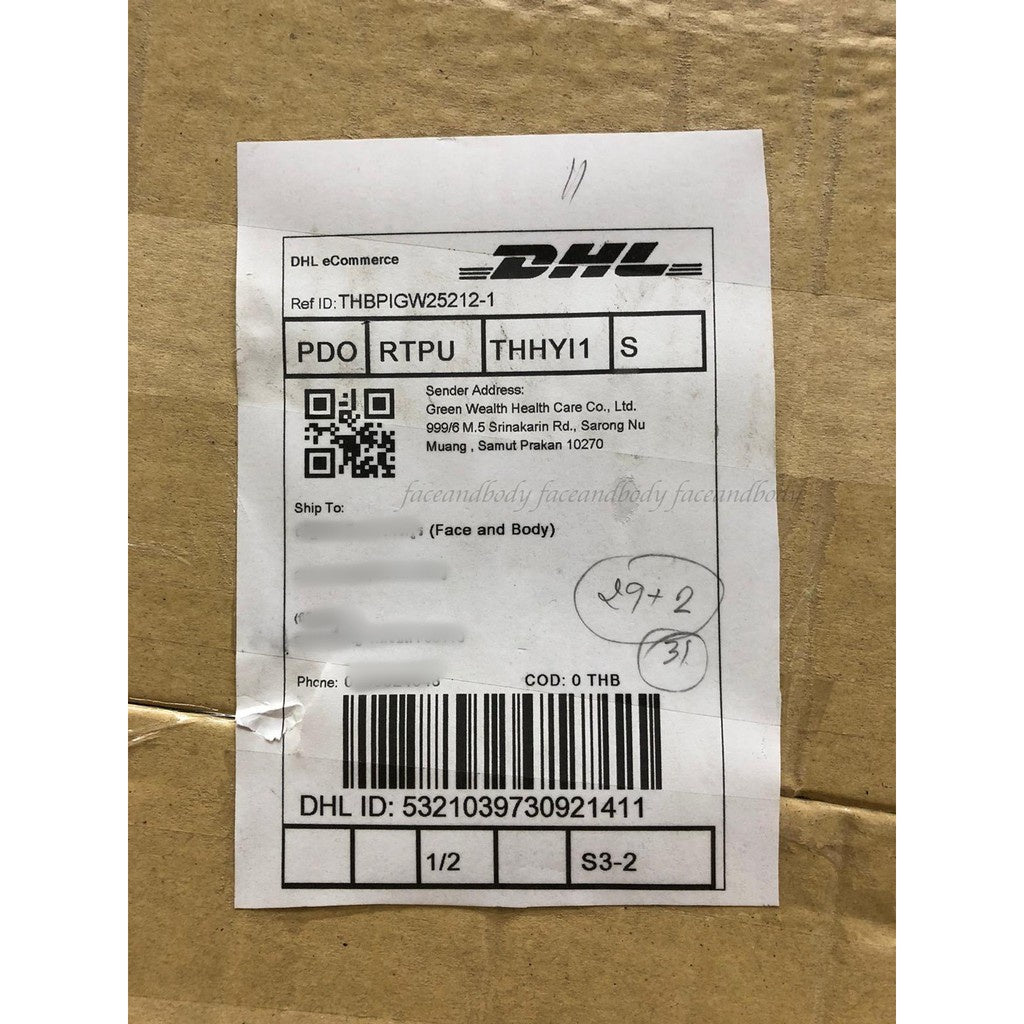 11
DHL eCommerce
DHL
Ref ID: THBPIGW25212-1
PDO RTPU THHYI1 S
Sender Address:
Green Wealth Health Care Co., Ltd.
999/6 M.5 Srinakarin Rd., Sarong Nu
Muang , Samut Prakan 10270
faceandbody faceandbody faceandbody
Ship To:
(Face and Body)
29+2
31
Phone:
COD: 0 THB
DHL ID: 5321039730921411
1/2 S3-2